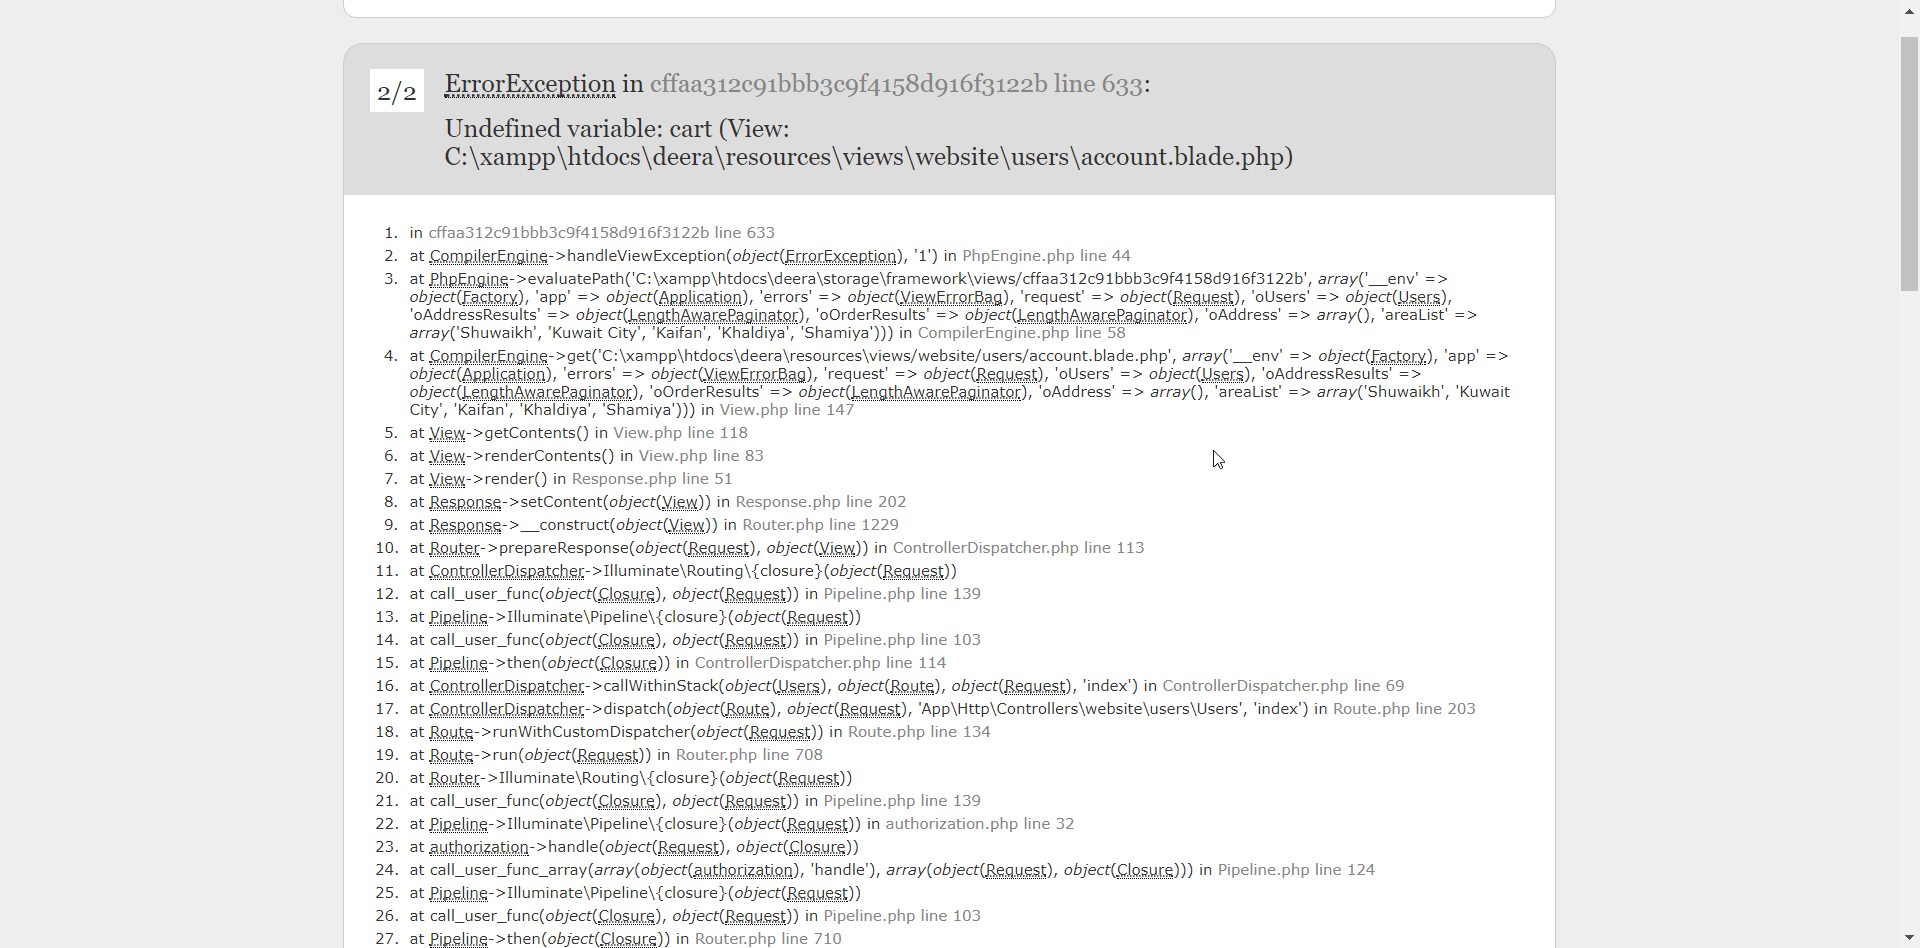 2/2
ErrorException in cffaa312c91bbb3c9f4158d916f3122b line 633:
Undefined variable: cart (View:
C:\xampp\htdocs\deera\resources\views\website\users\account.blade.php)
1. in cffaa312c91bbb3c9f4158d916f3122b line 633
2. at CompilerEngine->handleViewException(object(ErrorException), '1') in PhpEngine.php line 44
3. at PhpEngine->evaluatePath('C:\xampp\htdocs\deera\storage\framework\views/cffaa312c91bbb3c9f4158d916f3122b', array('__env' =>
object(Factory), 'app' => object(Application), 'errors' => object(ViewErrorBag), 'request' => object(Request), 'oUsers' => object(Users),
'oAddressResults' => object(LengthAwarePaginator), 'oOrderResults' => object(LengthAwarePaginator), 'oAddress' => array(), 'areaList' =>
array('Shuwaikh', 'Kuwait City', 'Kaifan', 'Khaldiya', 'Shamiya'))) in CompilerEngine.php line 58
4. at CompilerEngine->get('C:\xampp\htdocs\deera\resources\views/website/users/account.blade.php', array('__env' => object(Factory), 'app' =>
object(Application), 'errors' => object(ViewErrorBag), 'request' => object(Request), 'oUsers' => object(Users), 'oAddressResults' =>
object(LengthAwarePaginator), 'oOrderResults' => object(LengthAwarePaginator), 'oAddress' => array(), 'areaList' => array('Shuwaikh', 'Kuwait
City', 'Kaifan', 'Khaldiya', 'Shamiya'))) in View.php line 147
5. at View->getContents() in View.php line 118
6. at View->renderContents() in View.php line 83
7. at View->render() in Response.php line 51
8. at Response->setContent(object(View)) in Response.php line 202
9. at Response->__construct(object(View)) in Router.php line 1229
10. at Router->prepareResponse(object(Request), object(View)) in ControllerDispatcher.php line 113
11. at ControllerDispatcher->Illuminate\Routing\{closure}(object(Request))
12. at call_user_func(object(Closure), object(Request)) in Pipeline.php line 139
13. at Pipeline->Illuminate\Pipeline\{closure}(object(Request))
14. at call_user_func(object(Closure), object(Request)) in Pipeline.php line 103
15. at Pipeline->then(object(Closure)) in ControllerDispatcher.php line 114
16. at ControllerDispatcher->callWithinStack(object(Users), object(Route), object(Request), 'index') in ControllerDispatcher.php line 69
17. at ControllerDispatcher->dispatch(object(Route), object(Request), 'App\Http\Controllers\website\users\Users', 'index') in Route.php line 203
18. at Route->runWithCustomDispatcher(object(Request)) in Route.php line 134
19. at Route->run(object(Request)) in Router.php line 708
20. at Router->Illuminate\Routing\{closure}(object(Request))
21. at call_user_func(object(Closure), object(Request)) in Pipeline.php line 139
22. at Pipeline->Illuminate\Pipeline\{closure}(object(Request)) in authorization.php line 32
23. at authorization->handle(object(Request), object(Closure))
24. at call_user_func_array(array(object(authorization), 'handle'), array(object(Request), object(Closure))) in Pipeline.php line 124
25. at Pipeline->Illuminate\Pipeline\{closure}(object(Request))
26. at call_user_func(object(Closure), object(Request)) in Pipeline.php line 103
27. at Pipeline->then(object(Closure)) in Router.php line 710